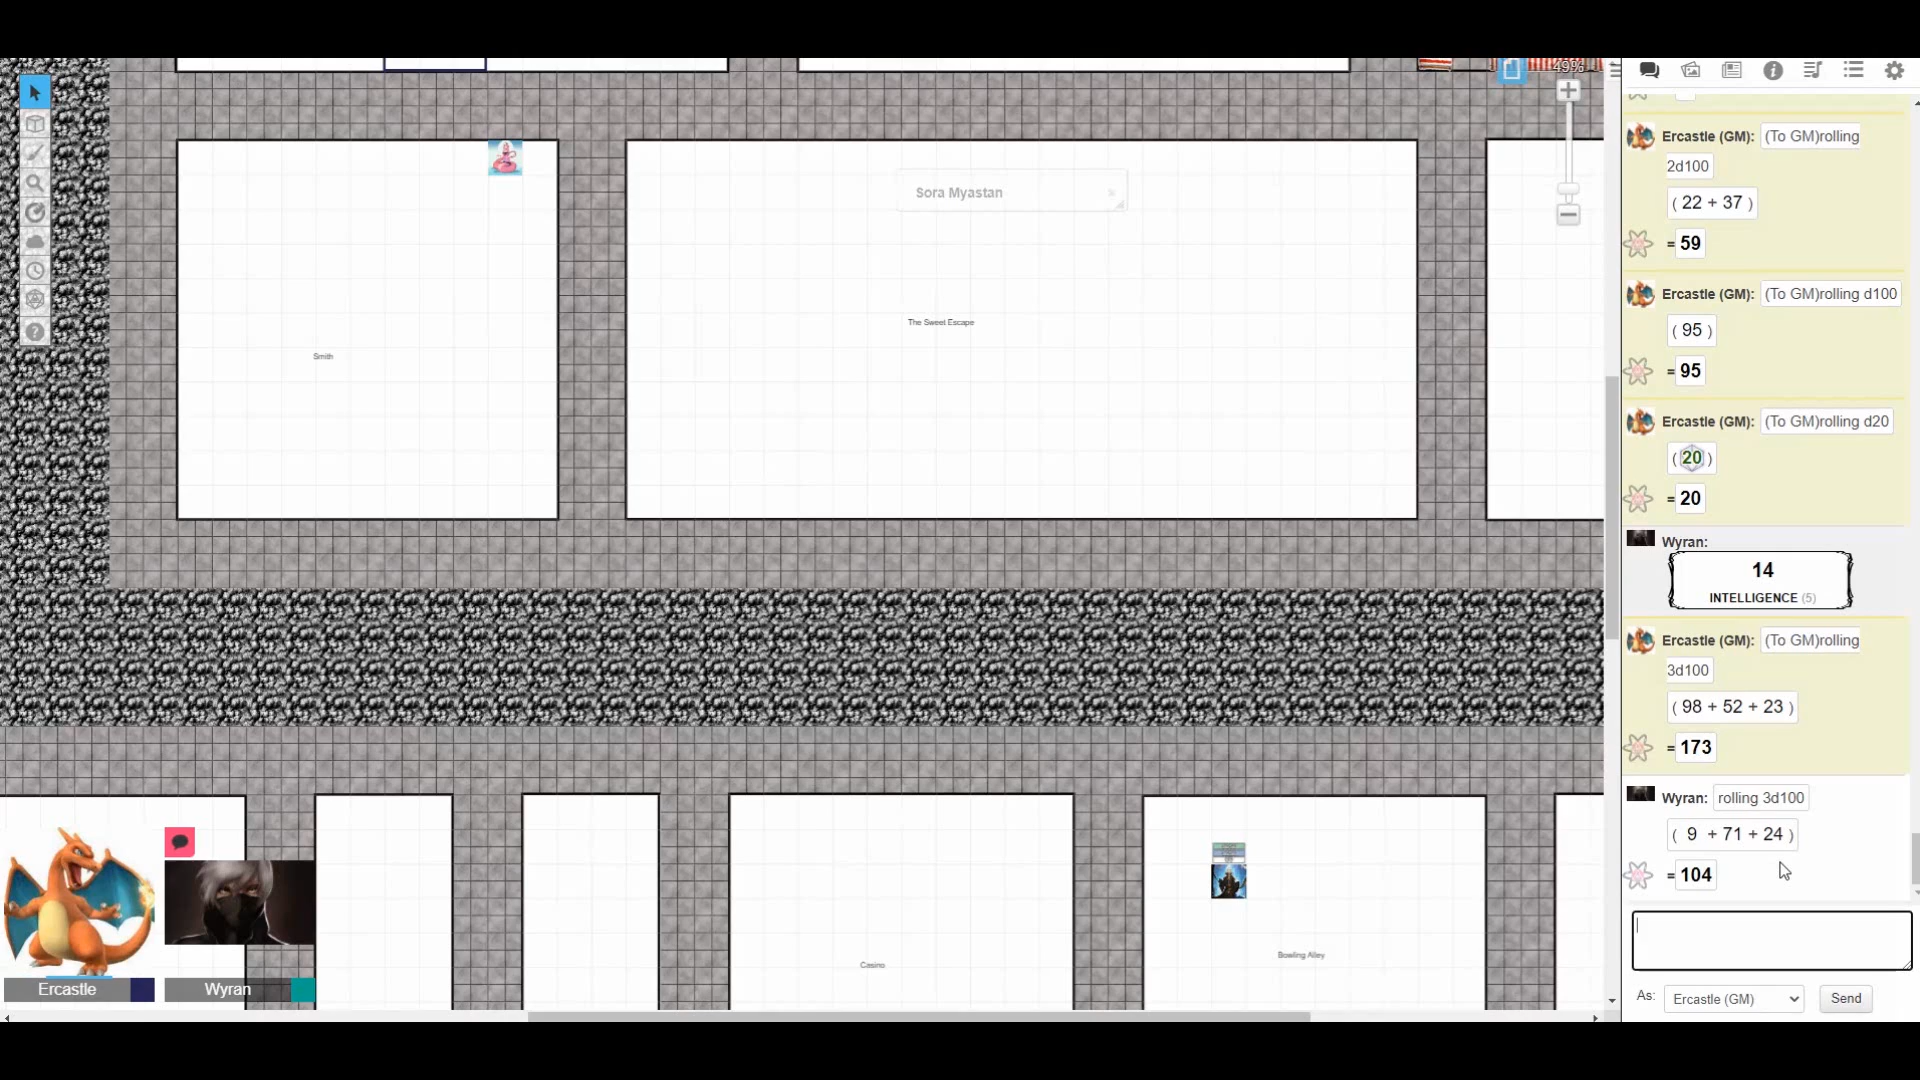 49%
Sora Myastan
×
The Sweet Escape
Smith
Casino
Bowling Alley
Ercastle
Wyran
Ercastle (GM): (To GM)rolling
2d100
( 22 + 37 )
= 59
Ercastle (GM): (To GM)rolling d100
( 95 )
= 95
Ercastle (GM): (To GM)rolling d20
( 20 )
= 20
Wyran:
14
INTELLIGENCE (5)
Ercastle (GM): (To GM)rolling
3d100
( 98 + 52 + 23 )
= 173
Wyran: rolling 3d100
( 9 + 71 + 24 )
= 104
As: Ercastle (GM) Send